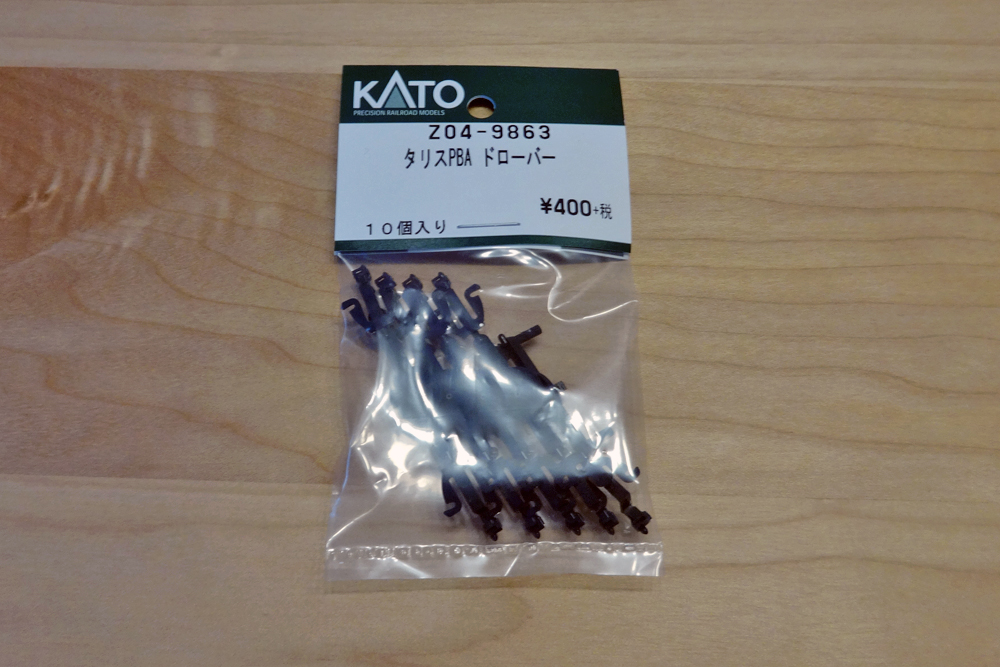 KATO
PRECISION RAILROAD MODELS
Z04-9863
タリスPBA ドローバー
¥400+税
10個入り